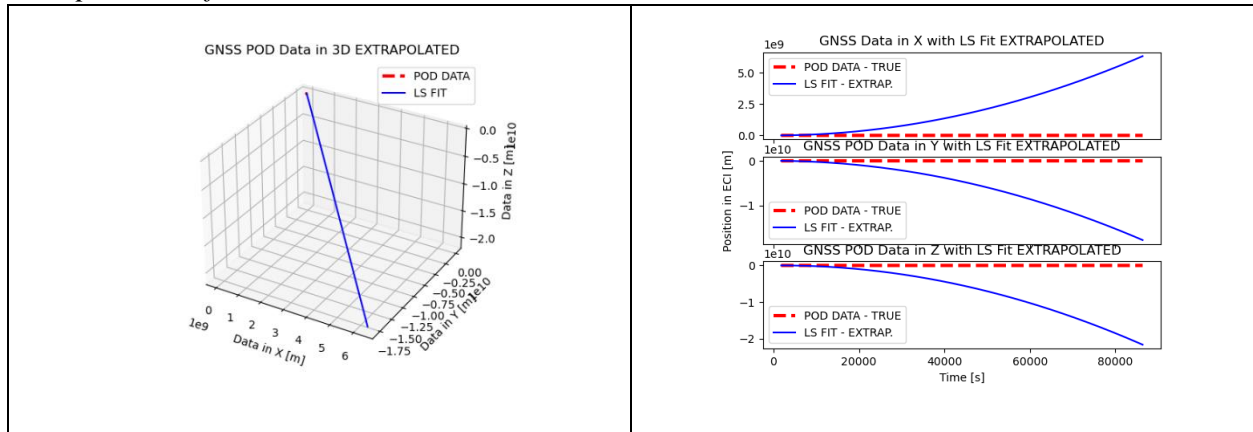 GNSS POD Data in 3D EXTRAPOLATED
POD DATA
LS FIT
0.0
1e10
−0.5
−1.0
−1.5
−2.0
Data in Z [m]
0.00
−0.25
−0.50
−0.75
−1.00
−1.25
−1.50
−1.75
1e10
Data in Y [m]
0 1 2 3 4 5 6
1e9
Data in X [m]
GNSS Data in X with LS Fit EXTRAPOLATED
1e9
POD DATA - TRUE
LS FIT - EXTRAP.
5.0
2.5
0.0
GNSS POD Data in Y with LS Fit EXTRAPOLATED
1e10
0
−1
POD DATA - TRUE
LS FIT - EXTRAP.
Position in ECI [m]
GNSS POD Data in Z with LS Fit EXTRAPOLATED
1e10
0
−1
−2
POD DATA - TRUE
LS FIT - EXTRAP.
0 20000 40000 60000 80000
Time [s]